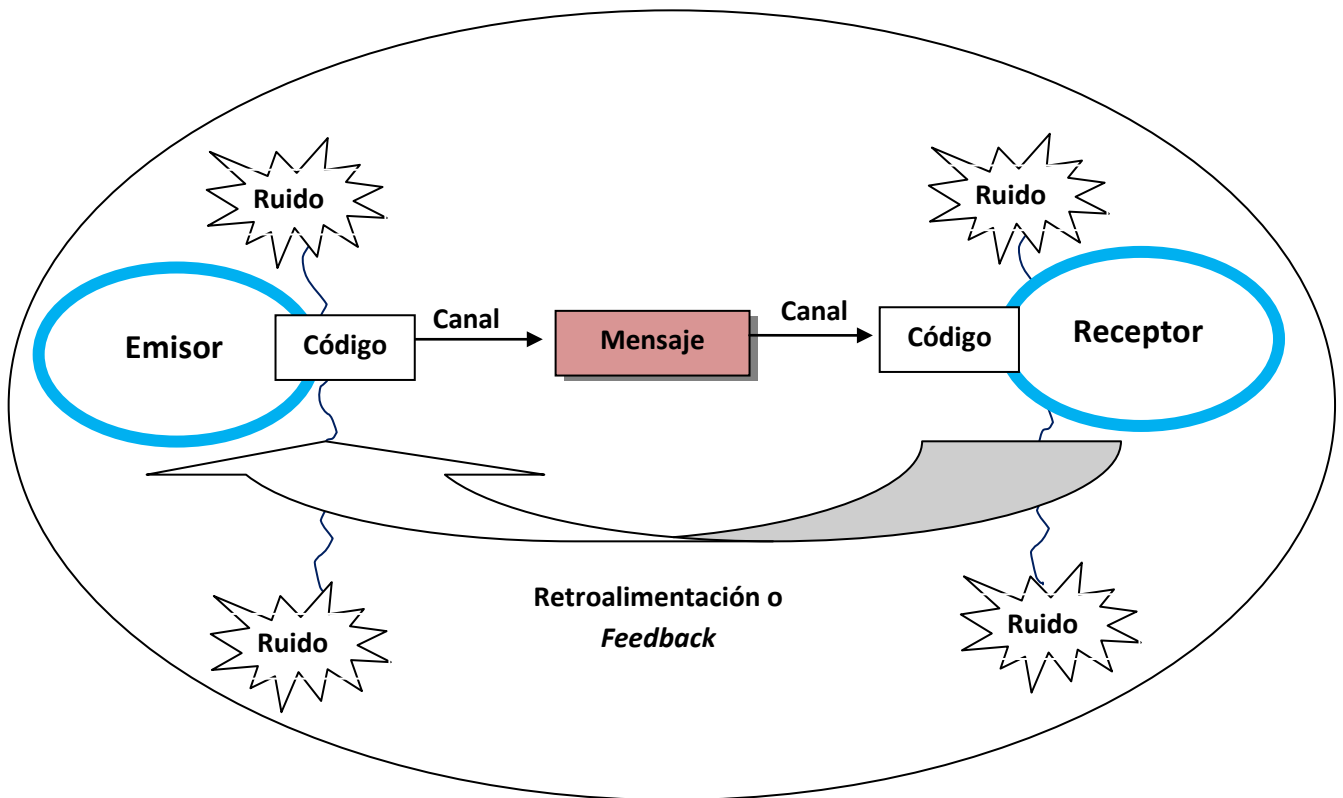 Ruido
Ruido
Emisor
Código
Canal
Mensaje
Canal
Código
Receptor
Retroalimentación o
Feedback
Ruido
Ruido